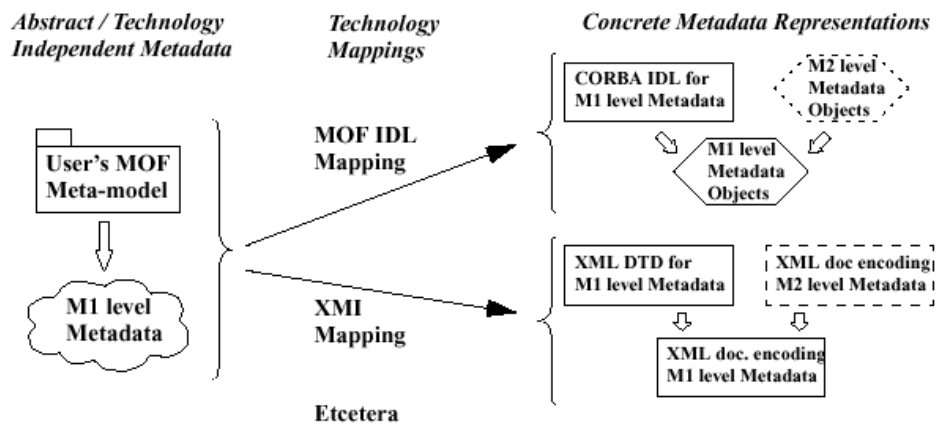 Abstract / Technology
Independent Metadata
User's MOF
Meta-model
M1 level
Metadata
Technology
Mappings
MOF IDL
Mapping
XMI
Mapping
Etcetera
Concrete Metadata Representations
CORBA IDL for
M1 level Metadata
M2 level
Metadata
Objects
M1 level
Metadata
Objects
XML DTD for
M1 level Metadata
XML doc encoding
M2 level Metadata
XML doc. encoding
M1 level Metadata